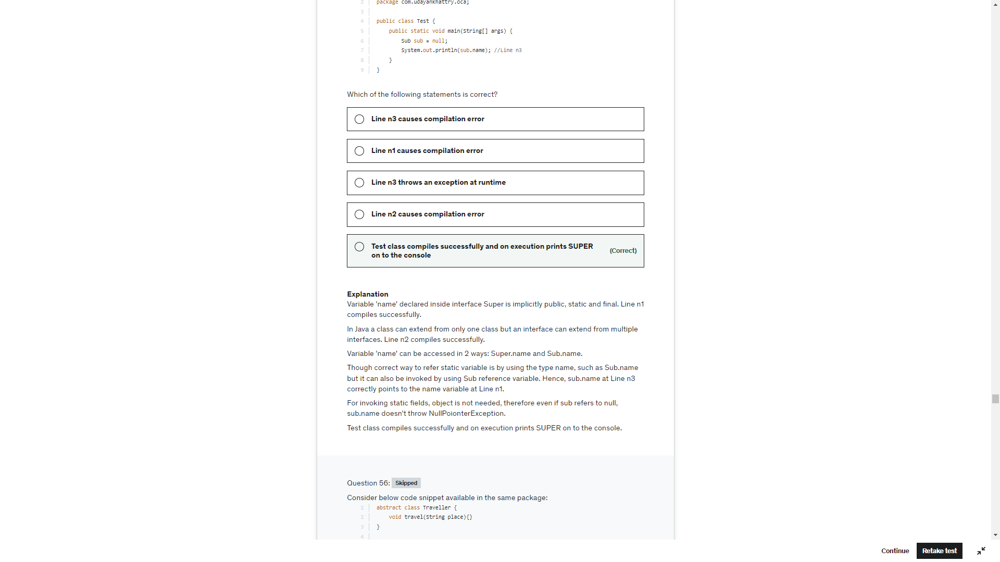 2 package com.udayankhattry.oca;
3
4 public class Test {
5 public static void main(String[] args) {
6 Sub sub = null;
7 System.out.println(sub.name); //Line n3
8 }
9 }
Which of the following statements is correct?
Line n3 causes compilation error
Line n1 causes compilation error
Line n3 throws an exception at runtime
Line n2 causes compilation error
Test class compiles successfully and on execution prints SUPER
on to the console
(Correct)
Explanation
Variable 'name' declared inside interface Super is implicitly public, static and final. Line n1
compiles successfully.
In Java a class can extend from only one class but an interface can extend from multiple
interfaces. Line n2 compiles successfully.
Variable 'name' can be accessed in 2 ways: Super.name and Sub.name.
Though correct way to refer static variable is by using the type name, such as Sub.name
but it can also be invoked by using Sub reference variable. Hence, sub.name at Line n3
correctly points to the name variable at Line n1.
For invoking static fields, object is not needed, therefore even if sub refers to null,
sub.name doesn't throw NullPoionterException.
Test class compiles successfully and on execution prints SUPER on to the console.
Question 56: Skipped
Consider below code snippet available in the same package:
1 abstract class Traveller {
2 void travel(String place){}
3 }
4
Continue Retake test